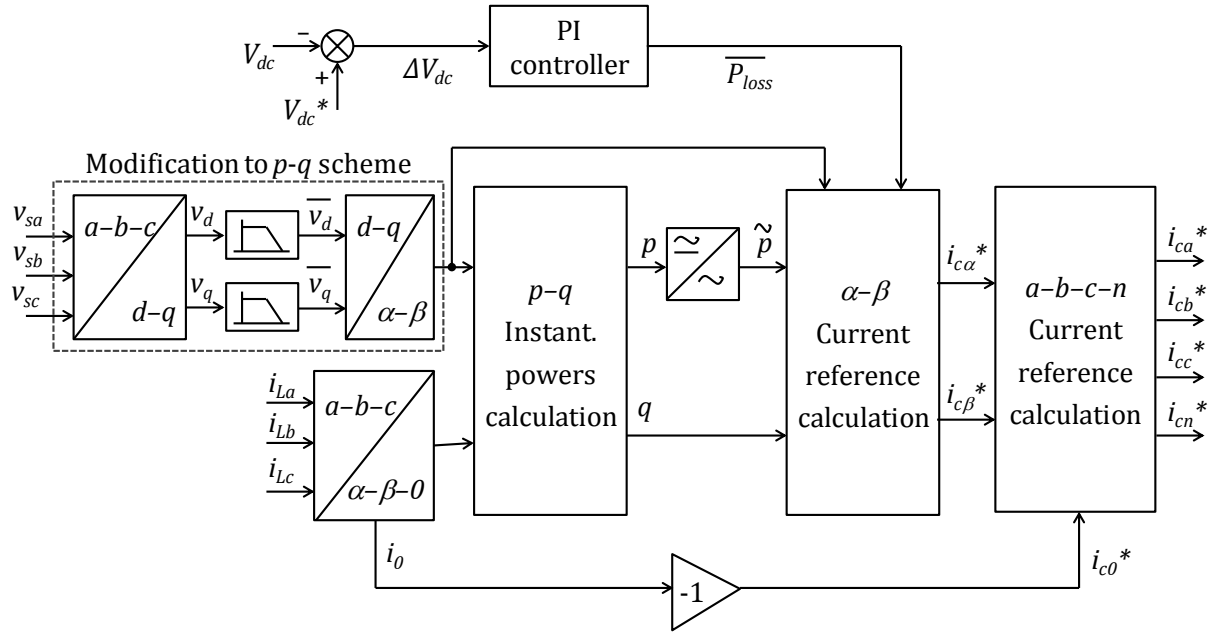 PI
controller
V_dc
−
+
V_dc*
ΔV_dc
P̅_loss
Modification to p-q scheme
v_sa
v_sb
v_sc
a–b–c
d–q
v_d
v_q
v̅_d
v̅_q
d–q
α–β
i_La
i_Lb
i_Lc
a–b–c
α–β–0
p–q
Instant.
powers
calculation
p
p̃
q
α–β
Current
reference
calculation
i_cα*
i_cβ*
a–b–c–n
Current
reference
calculation
i_ca*
i_cb*
i_cc*
i_cn*
i_0
-1
i_c0*